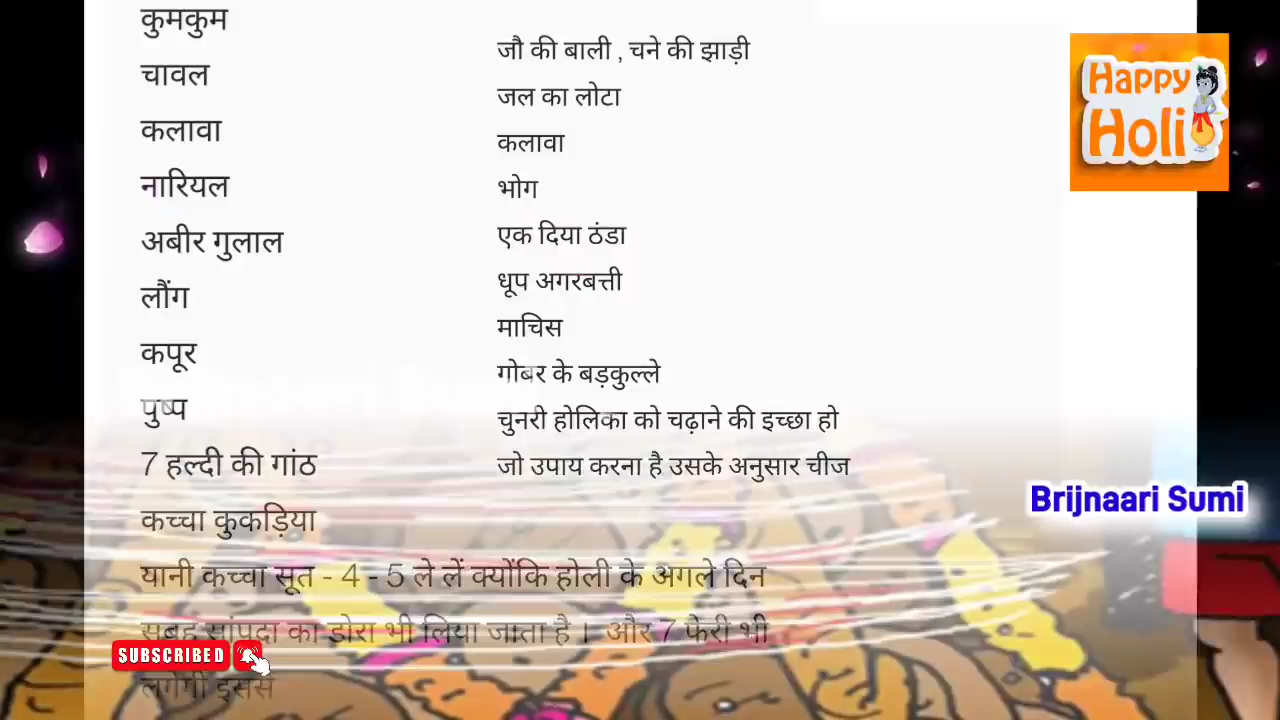 कुमकुम
चावल
कलावा
नारियल
अबीर गुलाल
लौंग
कपूर
पुष्प
7 हल्दी की गांठ
कच्चा कुकड़िया
यानी कच्चा सूत - 4 - 5 ले लें क्योंकि होली के अगले दिन
सुबह सांपदा का डोरा भी लिया जाता है । और 7 फेरी भी
लगेगी इससे
जौ की बाली , चने की झाड़ी
जल का लोटा
कलावा
भोग
एक दिया ठंडा
धूप अगरबत्ती
माचिस
गोबर के बड़कुल्ले
चुनरी होलिका को चढ़ाने की इच्छा हो
जो उपाय करना है उसके अनुसार चीज
Happy
Holi
Brijnaari Sumi
SUBSCRIBED